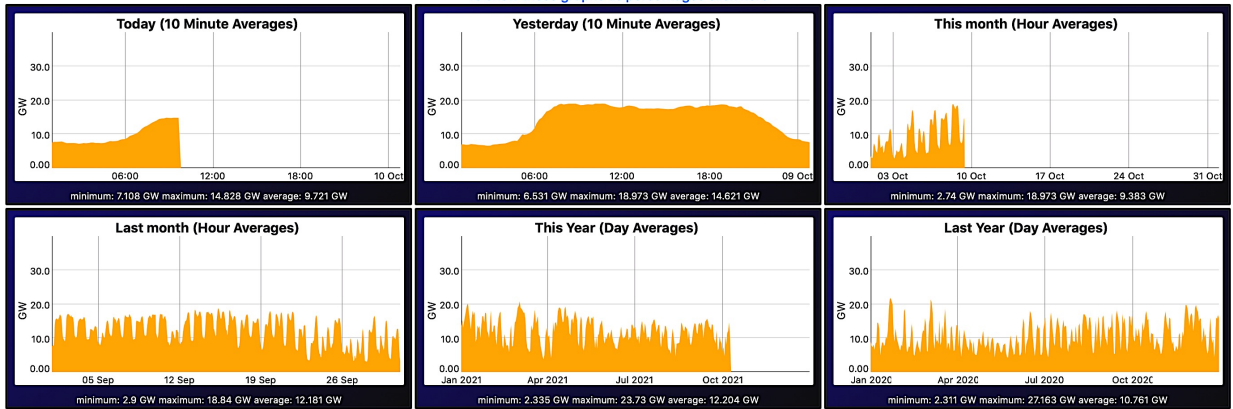 Today (10 Minute Averages)
GW
30.0
20.0
10.0
0.00
06:00 12:00 18:00 10 Oct
minimum: 7.108 GW maximum: 14.828 GW average: 9.721 GW
Yesterday (10 Minute Averages)
GW
30.0
20.0
10.0
0.00
06:00 12:00 18:00 09 Oct
minimum: 6.531 GW maximum: 18.973 GW average: 14.621 GW
This month (Hour Averages)
GW
30.0
20.0
10.0
0.00
03 Oct 10 Oct 17 Oct 24 Oct 31 Oct
minimum: 2.74 GW maximum: 18.973 GW average: 9.383 GW
Last month (Hour Averages)
GW
30.0
20.0
10.0
0.00
05 Sep 12 Sep 19 Sep 26 Sep
minimum: 2.9 GW maximum: 18.84 GW average: 12.181 GW
This Year (Day Averages)
GW
30.0
20.0
10.0
0.00
Jan 2021 Apr 2021 Jul 2021 Oct 2021
minimum: 2.335 GW maximum: 23.73 GW average: 12.204 GW
Last Year (Day Averages)
GW
30.0
20.0
10.0
0.00
Jan 2020 Apr 2020 Jul 2020 Oct 2020
minimum: 2.311 GW maximum: 27.163 GW average: 10.761 GW